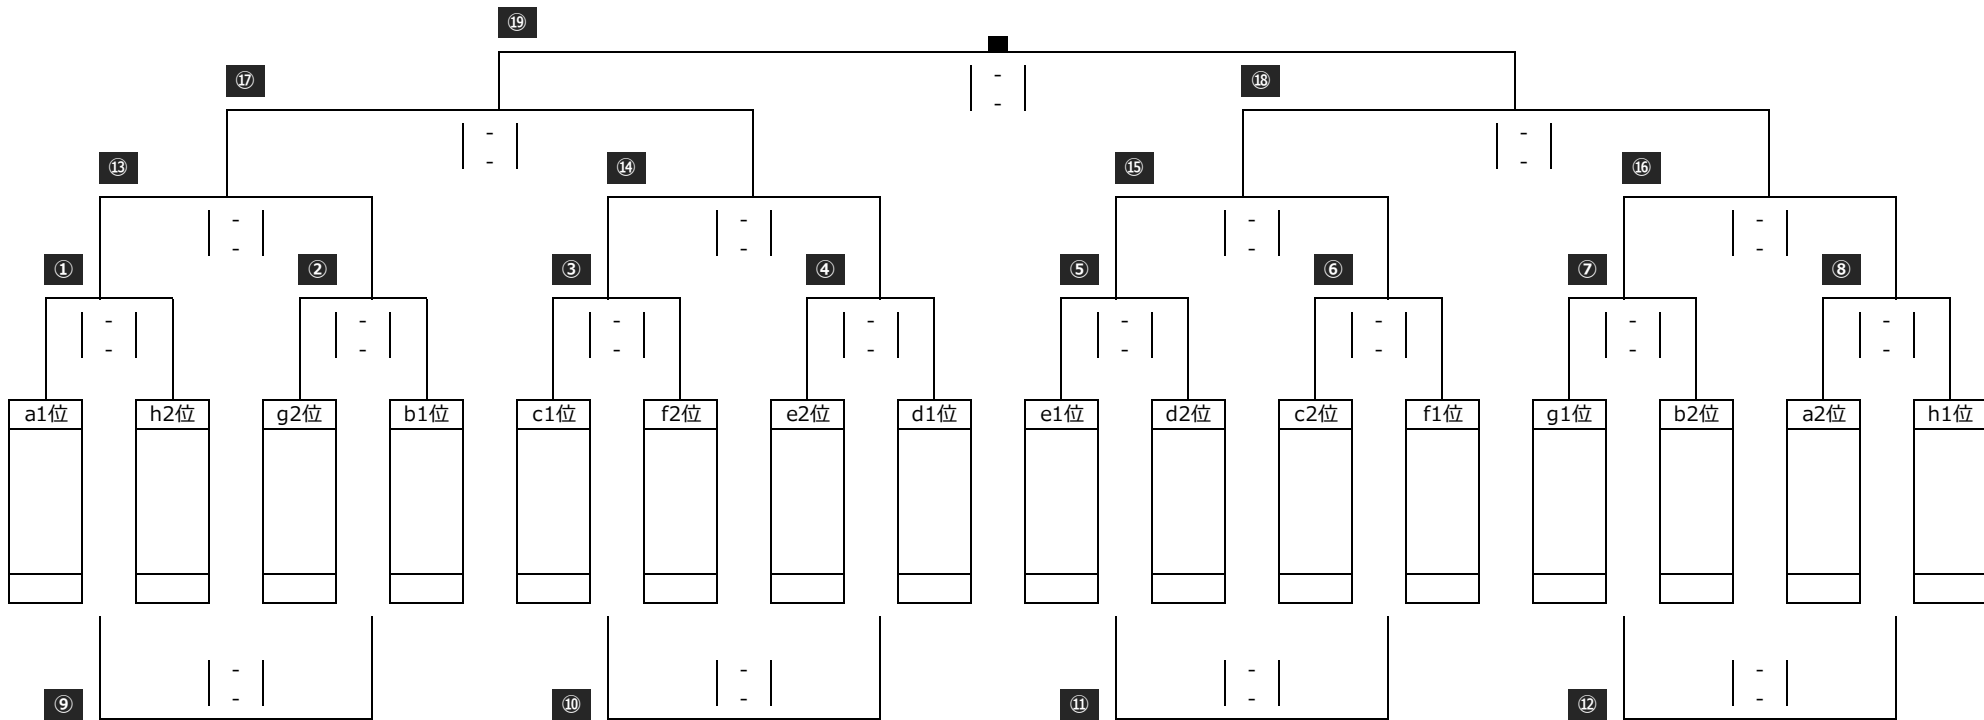 ⑲
⑰ - ⑱
-
- -
⑬ - ⑭ ⑮ - ⑯
- - - -
- - - -
① ② ③ ④ ⑤ ⑥ ⑦ ⑧
- - - - - - - -
- - - - - - - -
a1位 h2位 g2位 b1位 c1位 f2位 e2位 d1位 e1位 d2位 c2位 f1位 g1位 b2位 a2位 h1位
- - - -
⑨ - ⑩ - ⑪ - ⑫ -